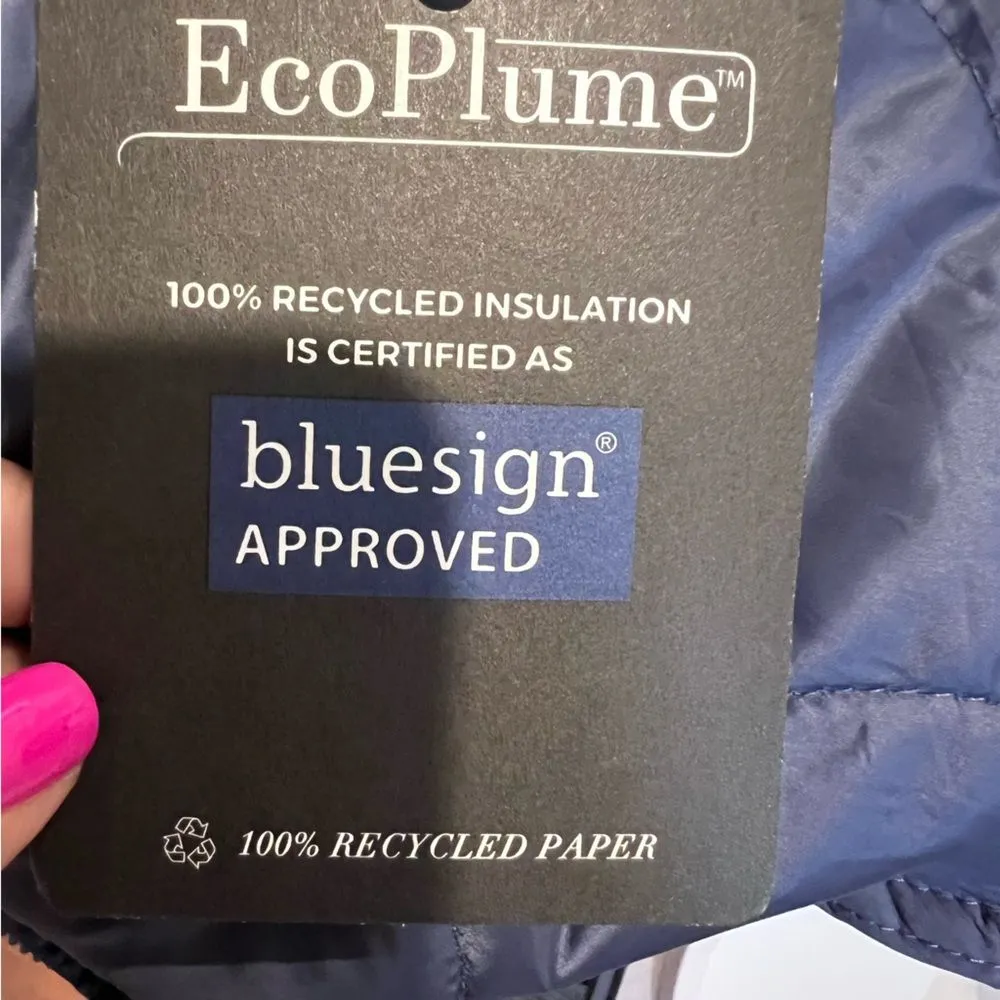 EcoPlume™
100% RECYCLED INSULATION
IS CERTIFIED AS
bluesign®
APPROVED
100% RECYCLED PAPER